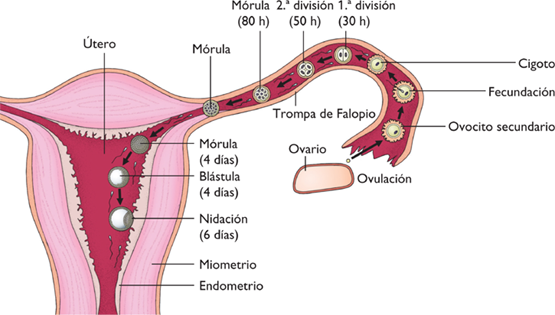 Mórula
(80 h)
2.ª división
(50 h)
1.ª división
(30 h)
Útero
Mórula
Cigoto
Fecundación
Trompa de Falopio
Ovocito secundario
Ovario
Ovulación
Mórula
(4 días)
Blástula
(4 días)
Nidación
(6 días)
Miometrio
Endometrio